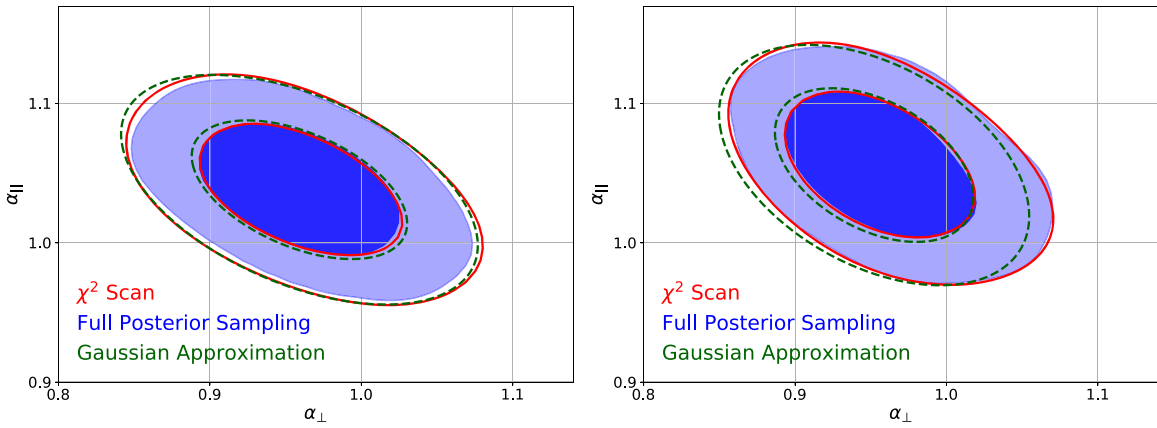 1.1
1.0
0.9
α||
χ² Scan
Full Posterior Sampling
Gaussian Approximation
0.8
0.9
1.0
1.1
α⊥
1.1
1.0
0.9
α||
χ² Scan
Full Posterior Sampling
Gaussian Approximation
0.8
0.9
1.0
1.1
α⊥